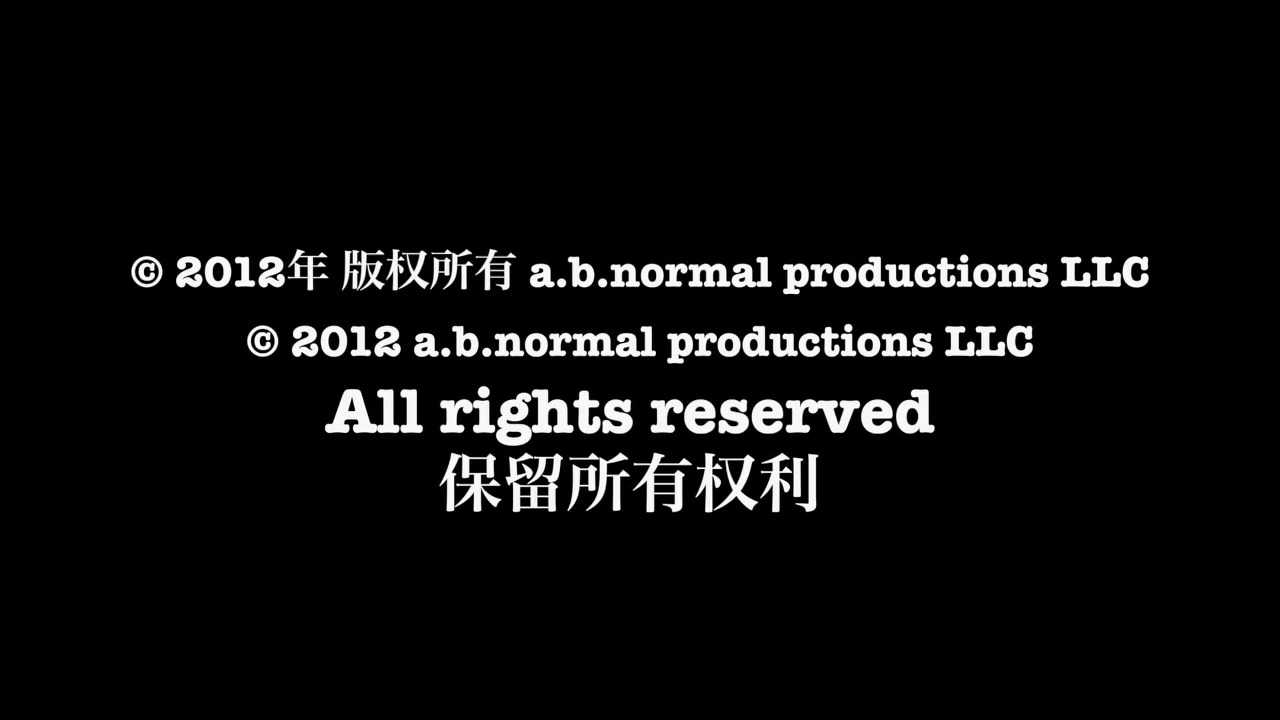 © 2012年 版权所有 a.b.normal productions LLC
© 2012 a.b.normal productions LLC
All rights reserved
保留所有权利